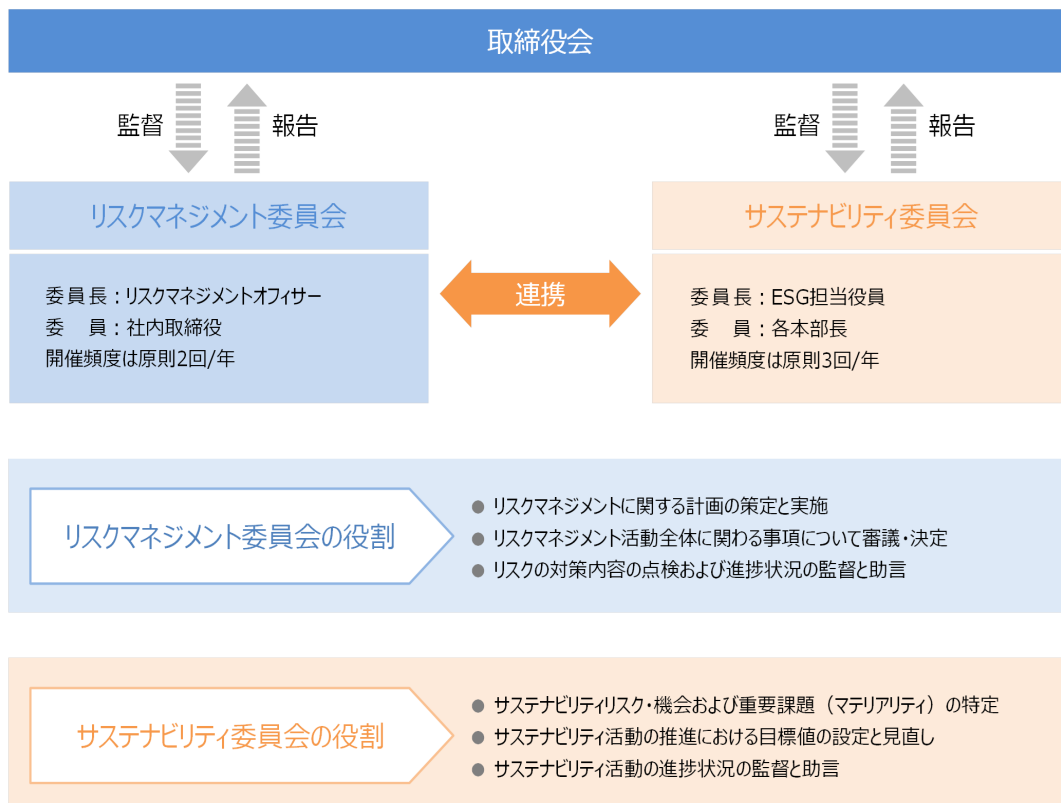 取締役会
監督
報告
監督
報告
リスクマネジメント委員会
サステナビリティ委員会
委員長：リスクマネジメントオフィサー
委　員：社内取締役
開催頻度は原則2回/年
連携
委員長：ESG担当役員
委　員：各本部長
開催頻度は原則3回/年
リスクマネジメント委員会の役割
● リスクマネジメントに関する計画の策定と実施
● リスクマネジメント活動全体に関わる事項について審議・決定
● リスクの対策内容の点検および進捗状況の監督と助言
サステナビリティ委員会の役割
● サステナビリティリスク・機会および重要課題（マテリアリティ）の特定
● サステナビリティ活動の推進における目標値の設定と見直し
● サステナビリティ活動の進捗状況の監督と助言